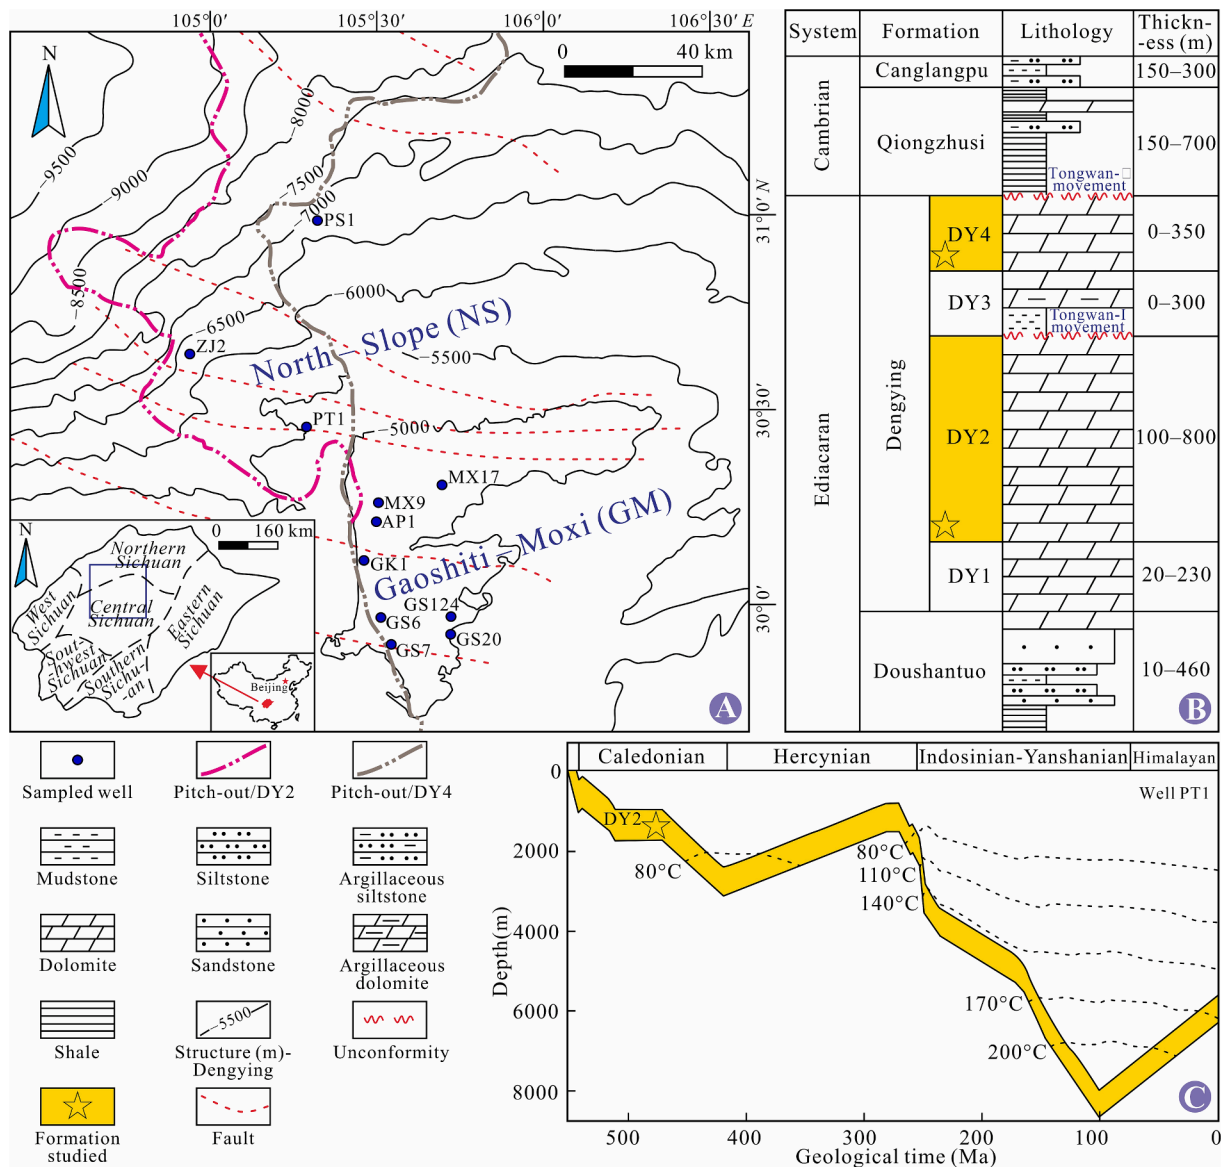 105°0′
105°30′
106°0′
106°30′ E
N
0
40 km
-8000
-9500
-9000
-7500
-7000
PS1
31°0′ N
-8500
-6000
-6500
North – Slope (NS)
ZJ2
-5500
PT1
-5000
30°30′
MX17
MX9
AP1
Gaoshiti – Moxi (GM)
GK1
GS124
GS6
GS20
GS7
30°0′
N
0
160 km
Northern
Sichuan
West
Sichuan
Central
Sichuan
Eastern
Sichuan
Sout-
hwest
Sichuan
Southern
Sichu-
an
Beijing
A
System
Formation
Lithology
Thickn-
-ess (m)
Cambrian
Canglangpu
150–300
Qiongzhusi
150–700
Tongwan-□
movement
Ediacaran
Dengying
DY4
0–350
DY3
0–300
Tongwan-I
movement
DY2
100–800
DY1
20–230
Doushantuo
10–460
B
Sampled well
Pitch-out/DY2
Pitch-out/DY4
Mudstone
Siltstone
Argillaceous
siltstone
Dolomite
Sandstone
Argillaceous
dolomite
Shale
-5500
Structure (m)-
Dengying
Unconformity
Formation
studied
Fault
Caledonian
Hercynian
Indosinian-Yanshanian
Himalayan
Well PT1
0
2000
4000
6000
8000
Depth(m)
DY2
80°C
80°C
110°C
140°C
170°C
200°C
C
500
400
300
200
100
0
Geological time (Ma)